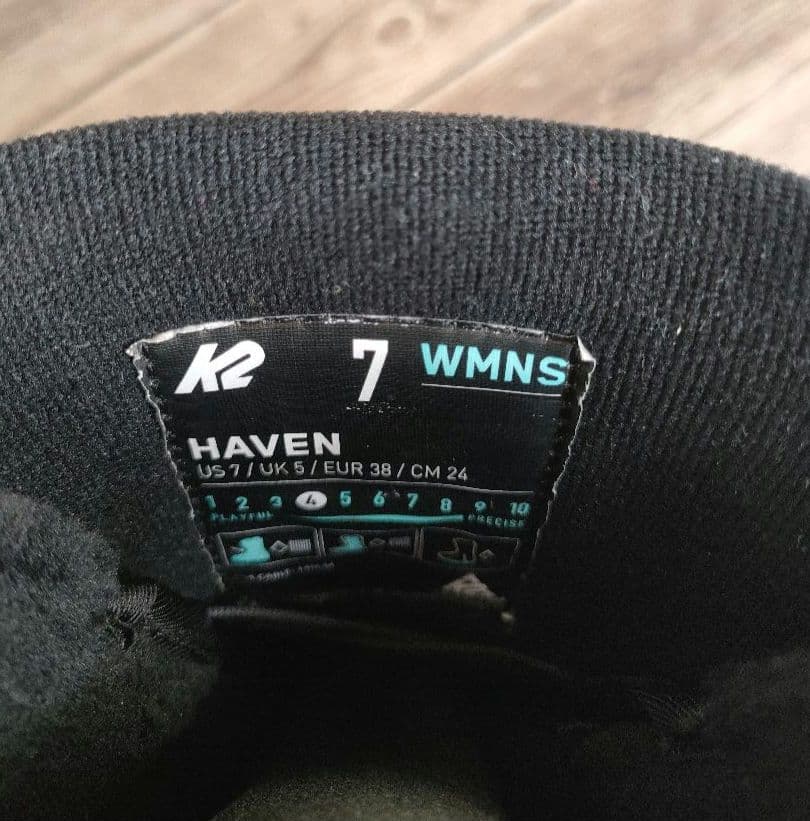 K2 7 WMNS
HAVEN
US 7 / UK 5 / EUR 38 / CM 24
1 2 3 4 5 6 7 8 9 10
PLAYFUL PRECISE